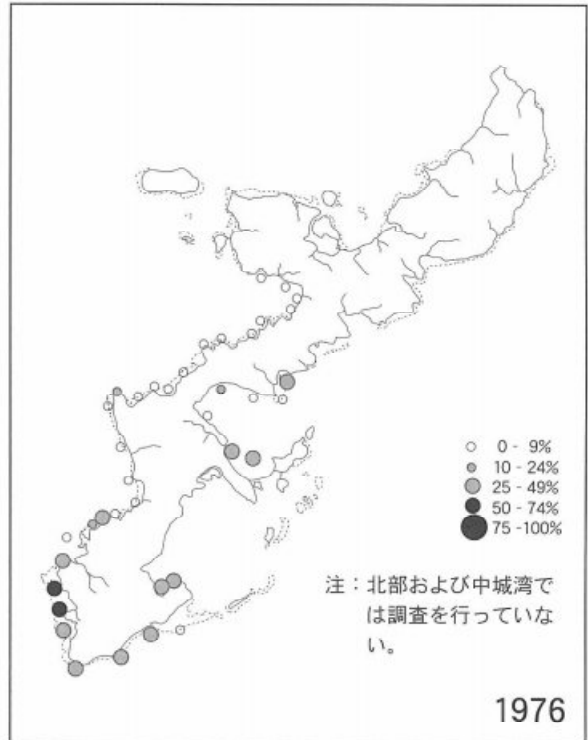 0 - 9%
10 - 24%
25 - 49%
50 - 74%
75 -100%
注：北部および中城湾で
は調査を行っていな
い。
1976